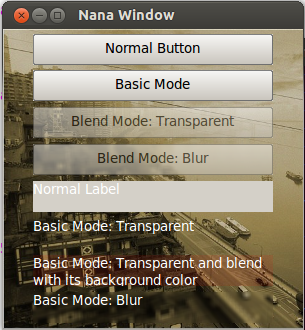 Nana Window
Normal Button
Basic Mode
Blend Mode: Transparent
Blend Mode: Blur
Normal Label
Basic Mode: Transparent
Basic Mode: Transparent and blend
with its background color
Basic Mode: Blur